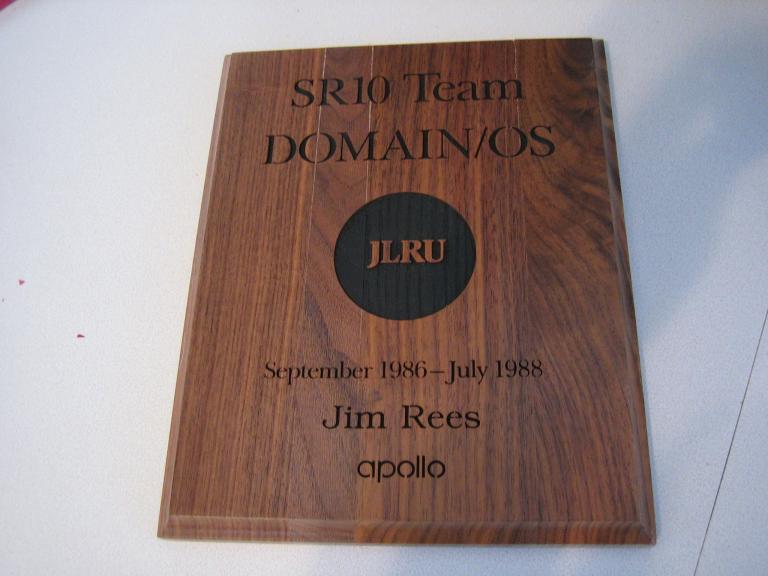 SR10 Team
DOMAIN/OS
JLRU
September 1986–July 1988
Jim Rees
apollo